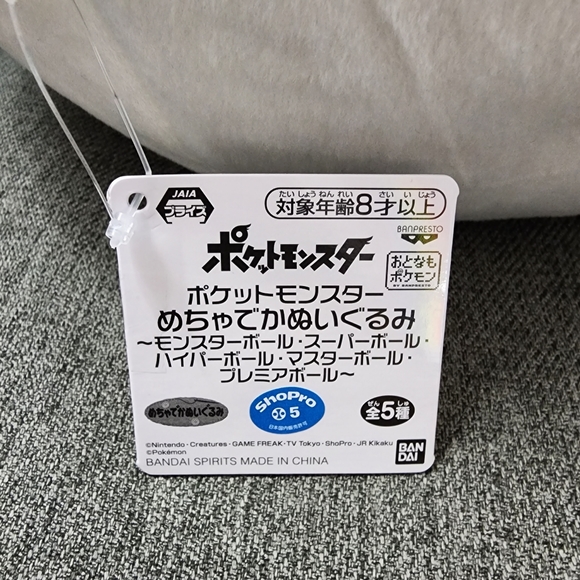 JAIA
プライズ
たいしょうねんれい さい いじょう
対象年齢8才以上
BANPRESTO
ポケットモンスター
おとなも
ポケモン
BY BANPRESTO
ポケットモンスター
めちゃでかぬいぐるみ
～モンスターボール・スーパーボール・
ハイパーボール・マスターボール・
プレミアボール～
めちゃでかぬいぐるみ
ShoPro
5
日本国内販売許可
ぜん しゅ
全5種
©Nintendo・Creatures・GAME FREAK・TV Tokyo・ShoPro・JR Kikaku
©Pokémon
BANDAI SPIRITS MADE IN CHINA
BAN
DAI